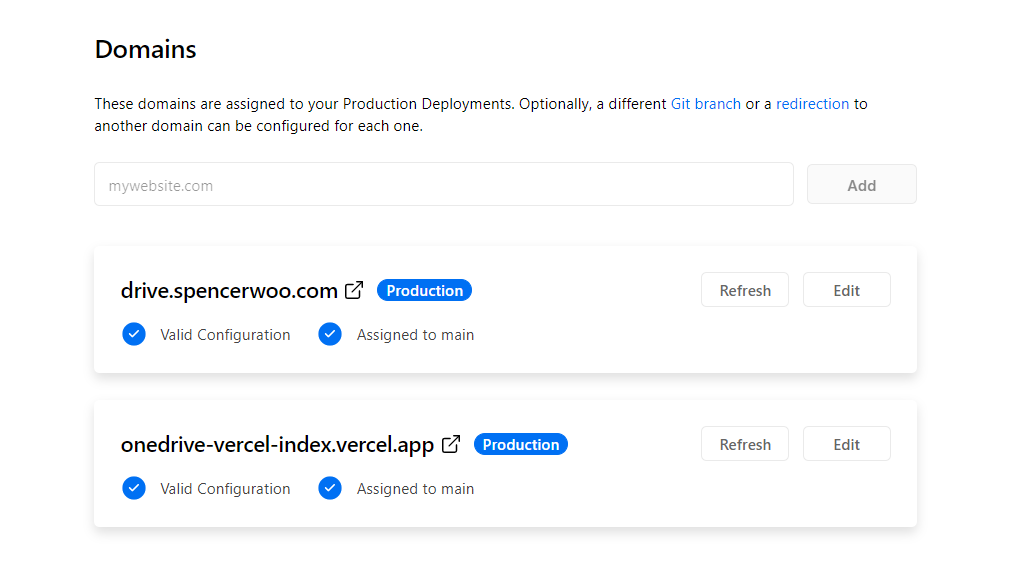 Domains
These domains are assigned to your Production Deployments. Optionally, a different Git branch or a redirection to
another domain can be configured for each one.
mywebsite.com Add
drive.spencerwoo.com Production Refresh Edit
Valid Configuration Assigned to main
onedrive-vercel-index.vercel.app Production Refresh Edit
Valid Configuration Assigned to main